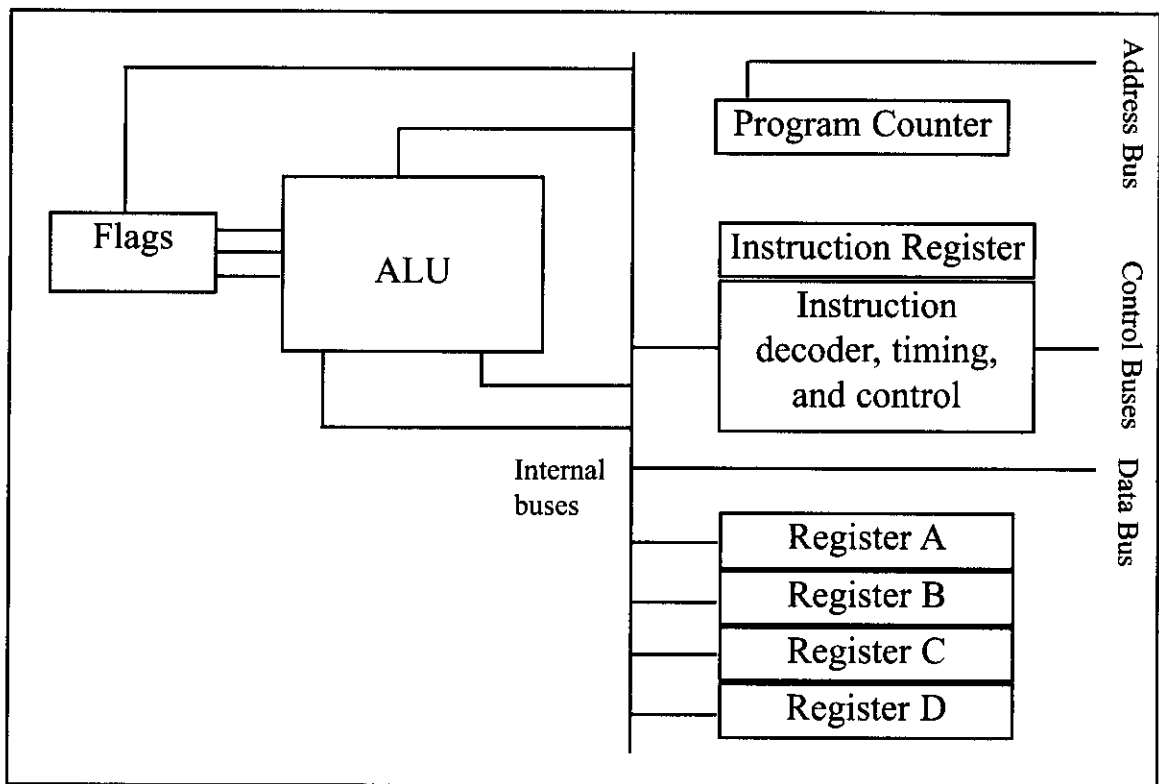 Flags
ALU
Internal
buses
Program Counter
Instruction Register
Instruction
decoder, timing,
and control
Register A
Register B
Register C
Register D
Address Bus
Control Buses
Data Bus